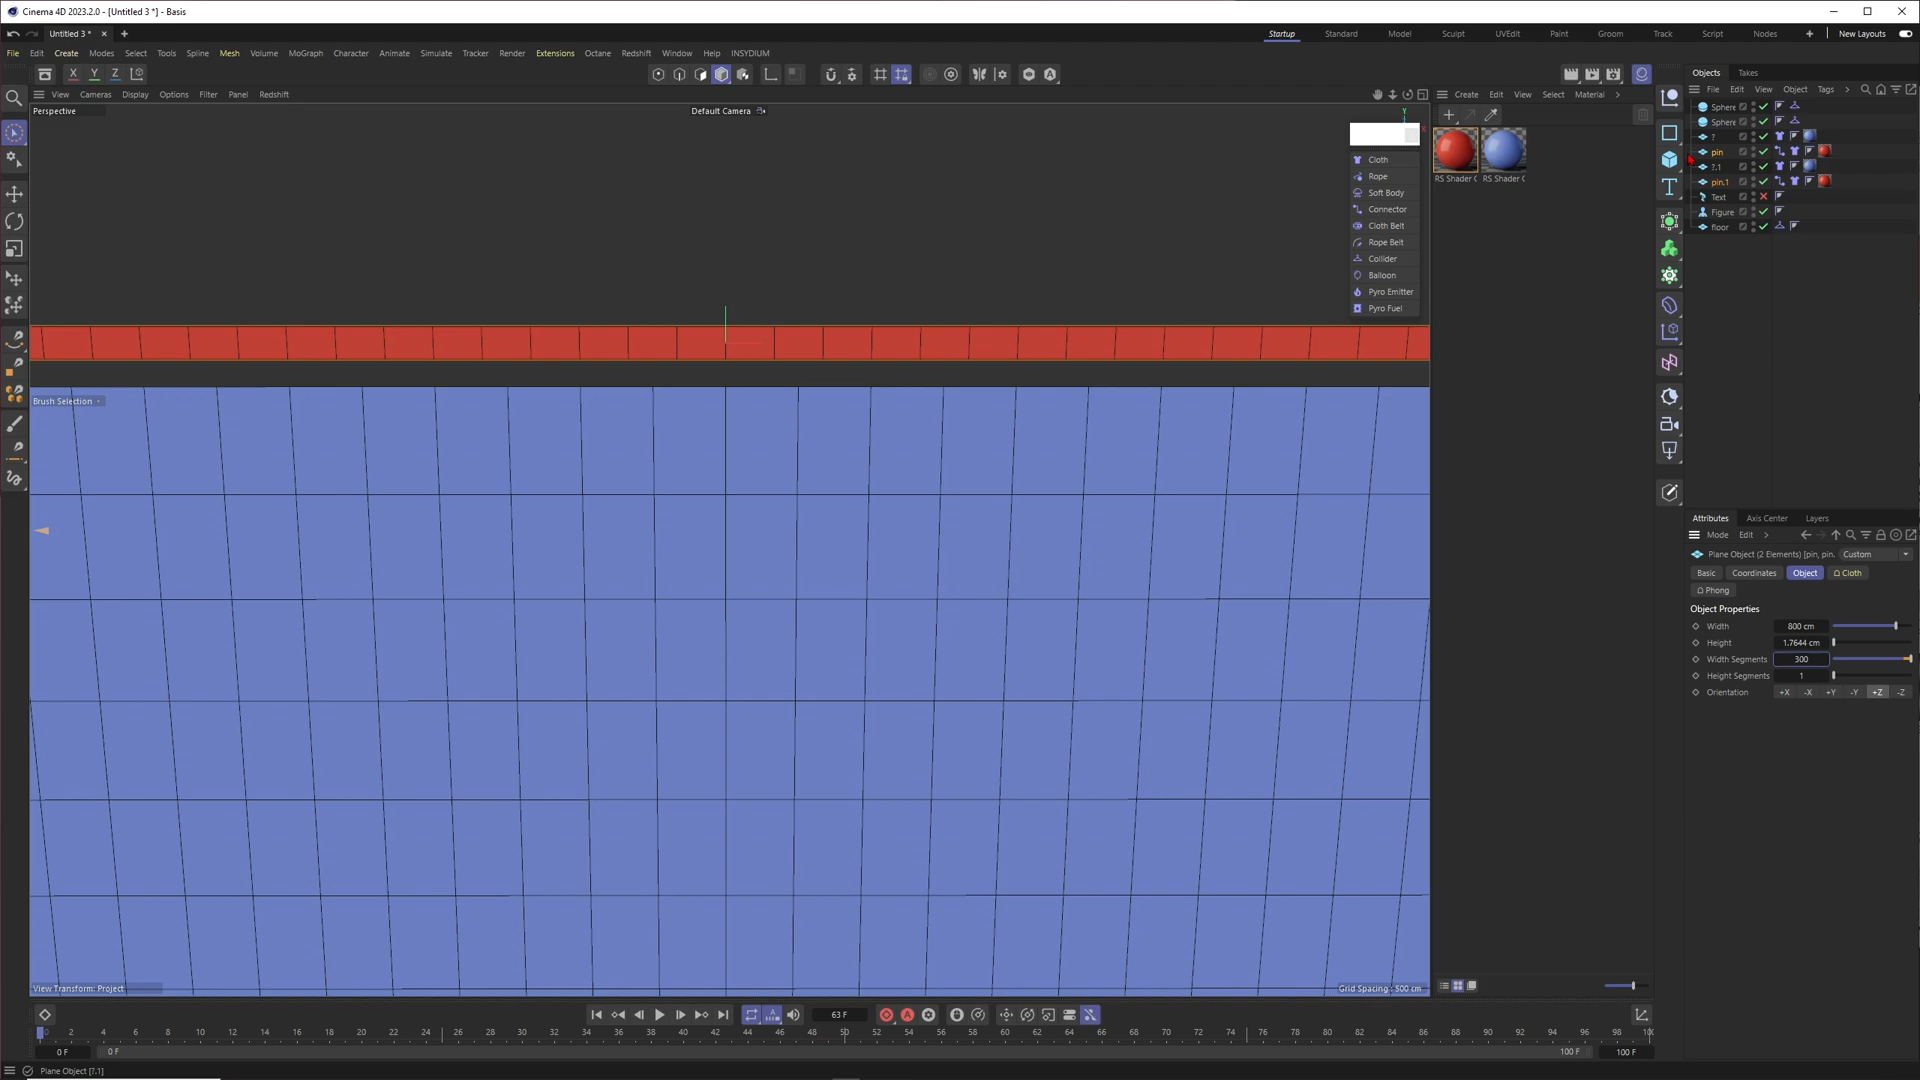 Cinema 4D 2023.2.0 - [Untitled 3 *] - Basis
Untitled 3 *
Startup Standard Model Sculpt UVEdit Paint Groom Track Script Nodes New Layouts
File Edit Create Modes Select Tools Spline Mesh Volume MoGraph Character Animate Simulate Tracker Render Extensions Octane Redshift Window Help INSYDIUM
X Y Z
Objects Takes
View Cameras Display Options Filter Panel Redshift
Create Edit View Select Material
File Edit View Object Tags
Perspective
Default Camera
Y
Cloth
Rope
Soft Body
Connector
Cloth Belt
Rope Belt
Collider
Balloon
Pyro Emitter
Pyro Fuel
RS Shader G RS Shader G
Sphere
Sphere
?
pin
?.1
pin.1
Text
Figure
floor
Brush Selection
View Transform: Project
Grid Spacing : 500 cm
Attributes Axis Center Layers
Mode Edit
Plane Object (2 Elements) [pin, pin. Custom
Basic Coordinates Object Cloth
Phong
Object Properties
Width 800 cm
Height 1.7644 cm
Width Segments 300
Height Segments 1
Orientation +X -X +Y -Y +Z -Z
63 F
0 2 4 6 8 10 12 14 16 18 20 22 24 26 28 30 32 34 36 38 40 42 44 46 48 50 52 54 56 58 60 62 64 66 68 70 72 74 76 78 80 82 84 86 88 90 92 94 96 98 100
0 F 0 F 100 F 100 F
Plane Object [?.1]